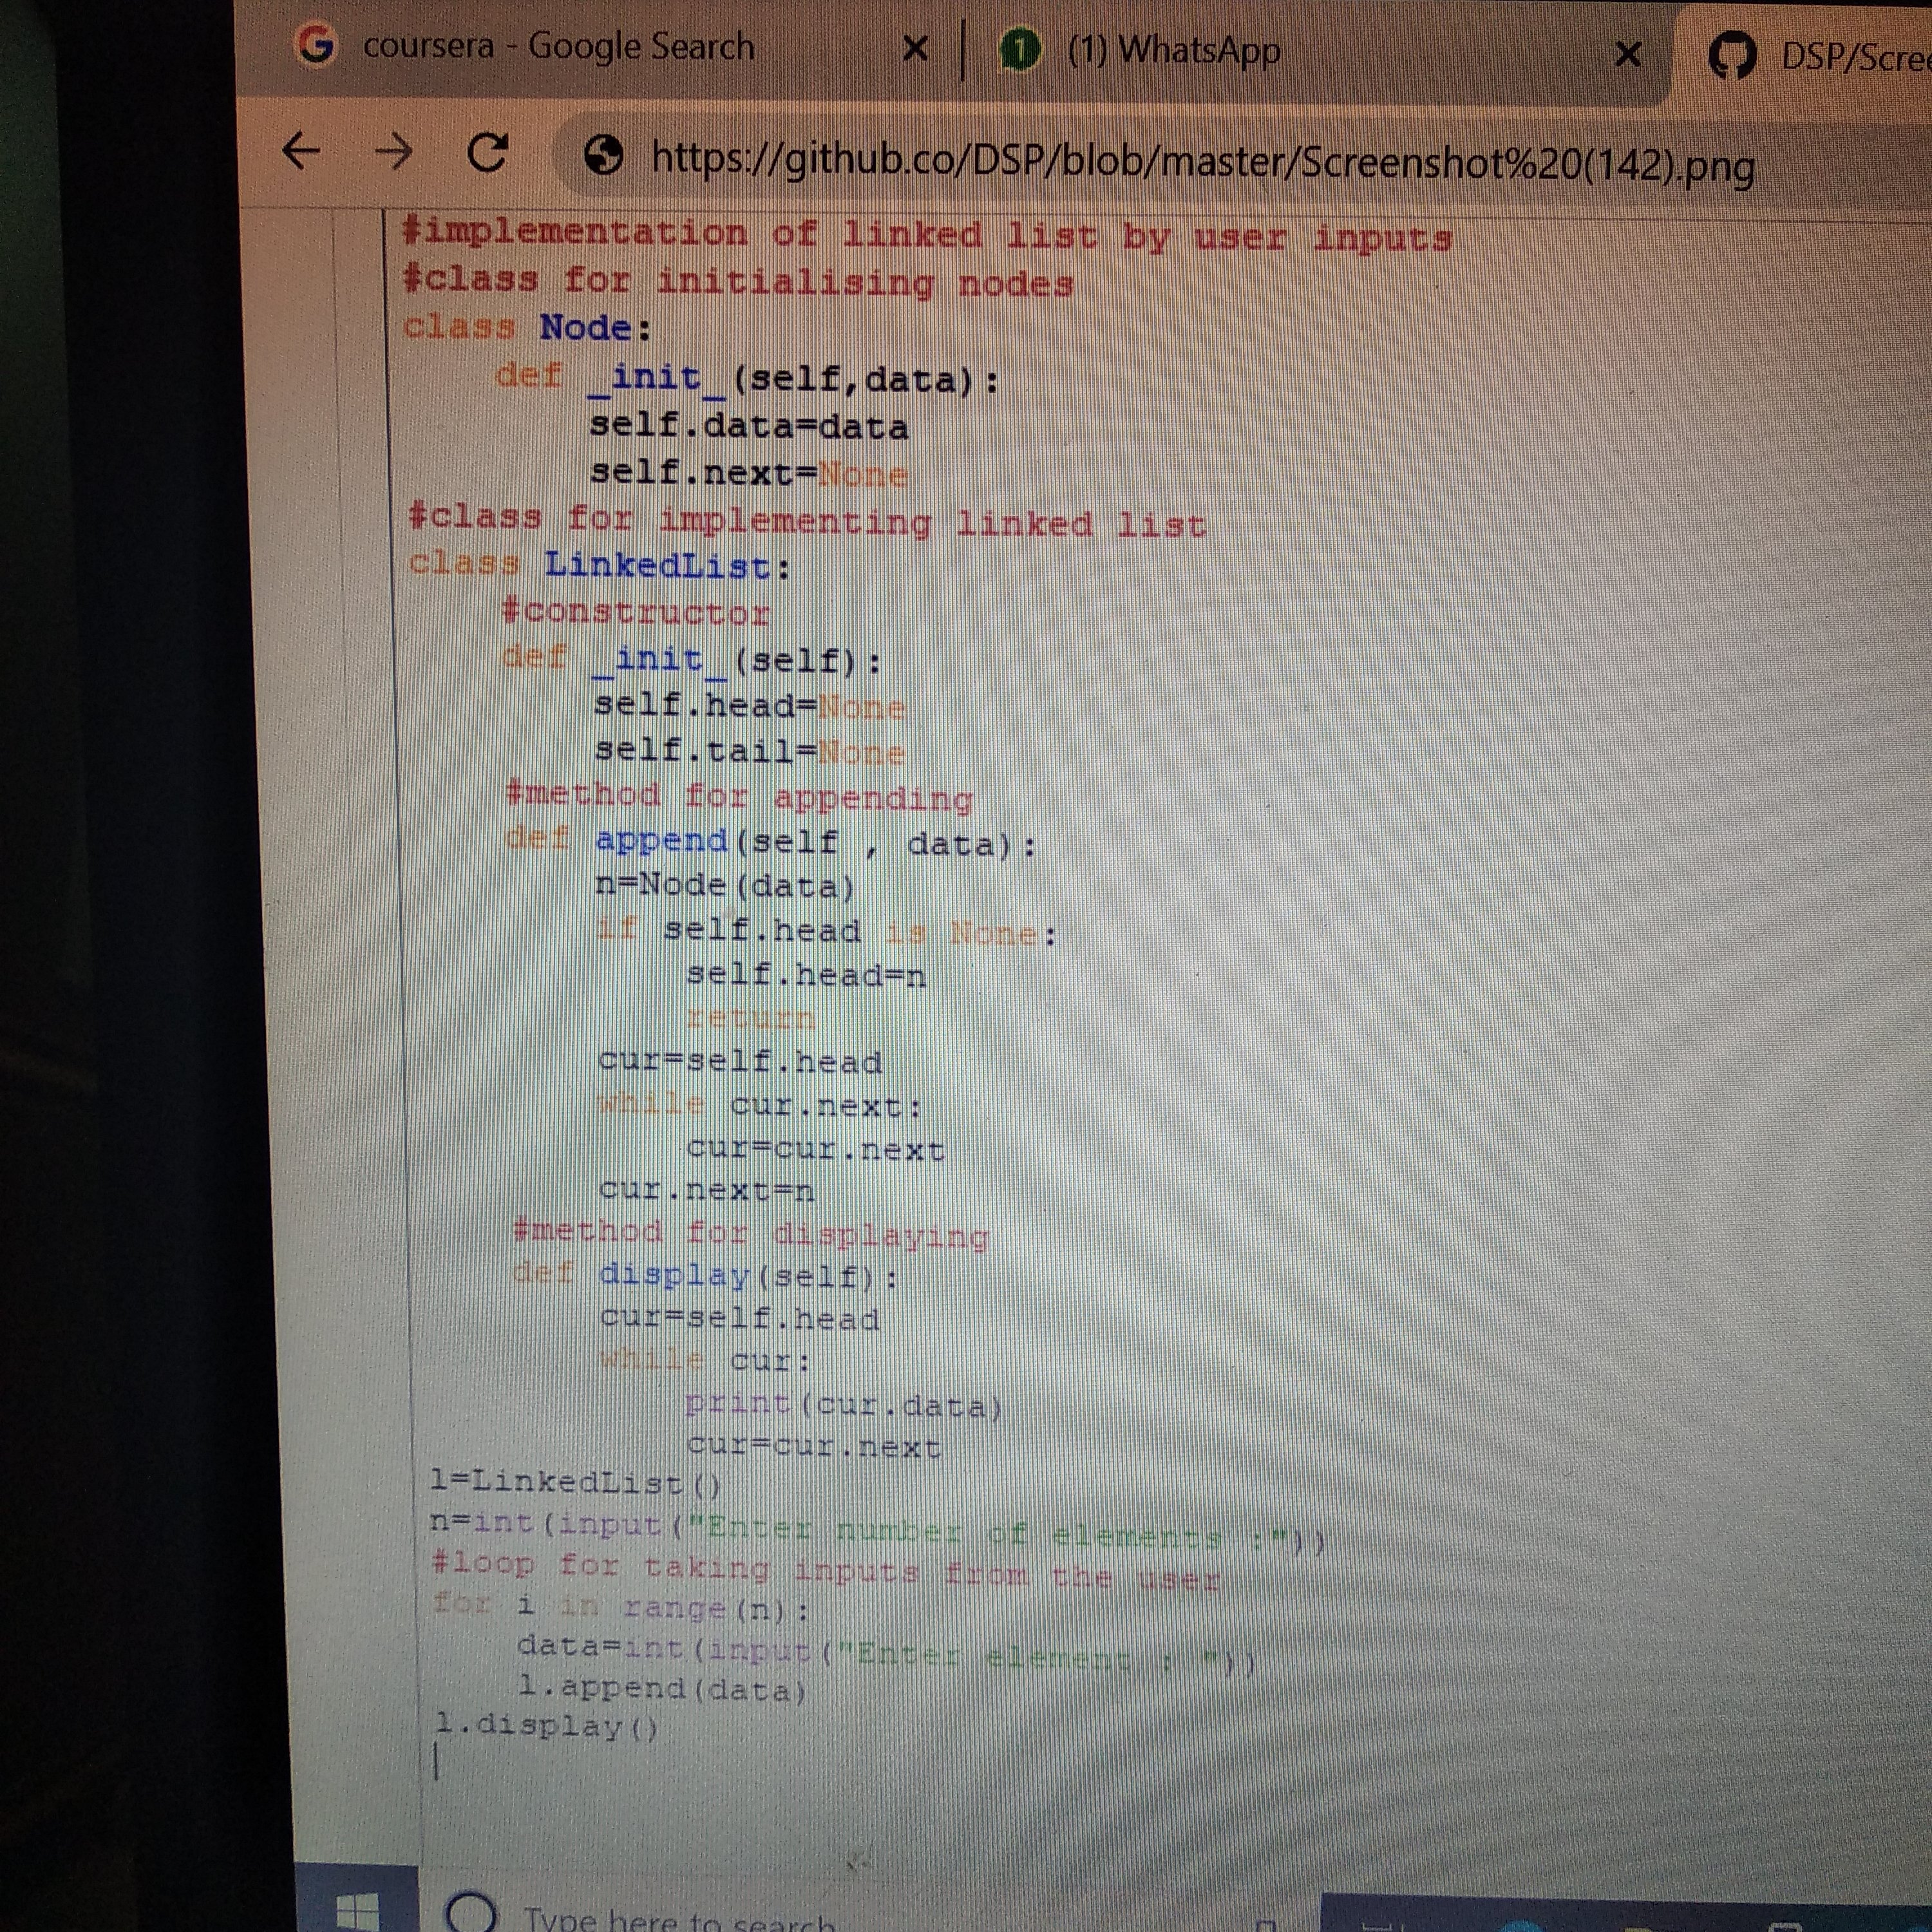 coursera - Google Search
(1) WhatsApp
DSP/Scree
https://github.co/DSP/blob/master/Screenshot%20(142).png
#implementation of linked list by user inputs
#class for initialising nodes
class Node:
    def _init_(self,data):
        self.data=data
        self.next=None
#class for implementing linked list
class LinkedList:
    #constructor
    def _init_(self):
        self.head=None
        self.tail=None
    #method for appending
    def append(self , data):
        n=Node(data)
        if self.head is None:
            self.head=n
            return
        cur=self.head
        while cur.next:
            cur=cur.next
        cur.next=n
    #method for displaying
    def display(self):
        cur=self.head
        while cur:
            print(cur.data)
            cur=cur.next
l=LinkedList()
n=int(input("Enter number of elements :"))
#loop for taking inputs from the user
for i in range(n):
    data=int(input("Enter element : "))
    l.append(data)
l.display()
Type here to search